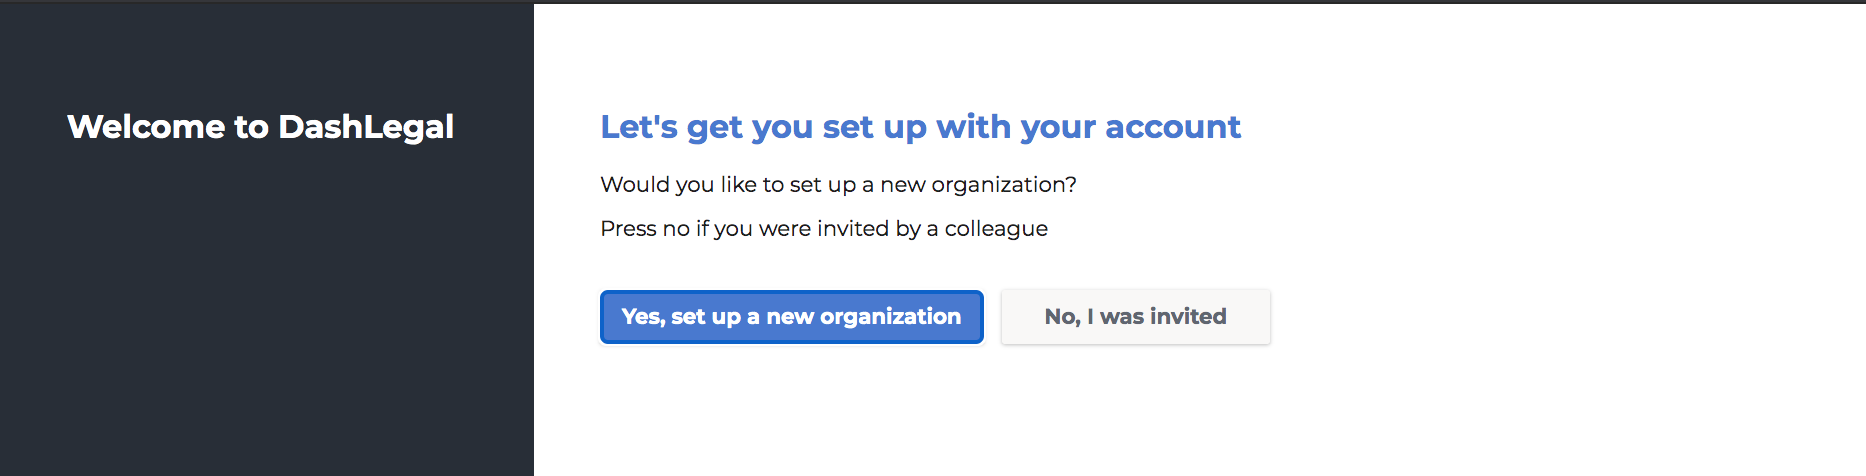 Welcome to DashLegal
Let's get you set up with your account
Would you like to set up a new organization?
Press no if you were invited by a colleague
Yes, set up a new organization
No, I was invited